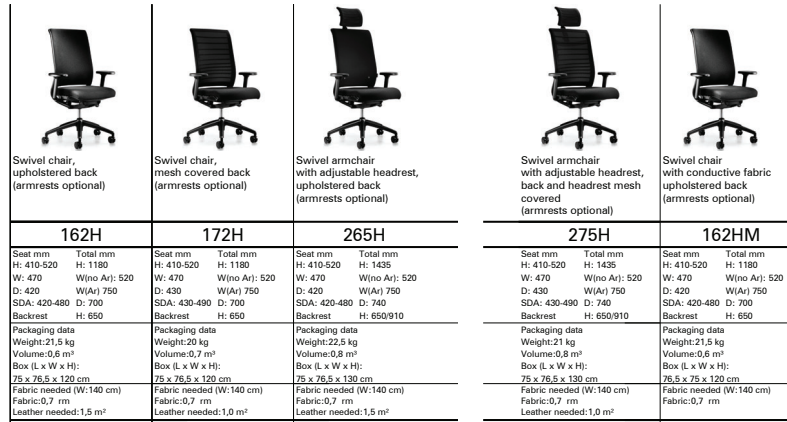 Swivel chair,
upholstered back
(armrests optional)
162H
Seat mm Total mm
H: 410-520 H: 1180
W: 470 W(no Ar): 520
D: 420 W(Ar) 750
SDA: 420-480 D: 700
Backrest H: 650
Packaging data
Weight:21,5 kg
Volume:0,6 m³
Box (L x W x H):
75 x 76,5 x 120 cm
Fabric needed (W:140 cm)
Fabric:0,7 rm
Leather needed:1,5 m²
Swivel chair,
mesh covered back
(armrests optional)
172H
Seat mm Total mm
H: 410-520 H: 1180
W: 470 W(no Ar): 520
D: 430 W(Ar) 750
SDA: 430-490 D: 700
Backrest H: 650
Packaging data
Weight:20 kg
Volume:0,7 m³
Box (L x W x H):
75 x 76,5 x 120 cm
Fabric needed (W:140 cm)
Fabric:0,7 rm
Leather needed:1,0 m²
Swivel armchair
with adjustable headrest,
upholstered back
(armrests optional)
265H
Seat mm Total mm
H: 410-520 H: 1435
W: 470 W(no Ar): 520
D: 420 W(Ar) 750
SDA: 420-480 D: 740
Backrest H: 650/910
Packaging data
Weight:22,5 kg
Volume:0,8 m³
Box (L x W x H):
75 x 76,5 x 130 cm
Fabric needed (W:140 cm)
Fabric:0,7 rm
Leather needed:1,5 m²
Swivel armchair
with adjustable headrest,
back and headrest mesh
covered
(armrests optional)
275H
Seat mm Total mm
H: 410-520 H: 1435
W: 470 W(no Ar): 520
D: 430 W(Ar) 750
SDA: 430-490 D: 740
Backrest H: 650/910
Packaging data
Weight:21 kg
Volume:0,8 m³
Box (L x W x H):
75 x 76,5 x 130 cm
Fabric needed (W:140 cm)
Fabric:0,7 rm
Leather needed:1,0 m²
Swivel chair
with conductive fabric
upholstered back
(armrests optional)
162HM
Seat mm Total mm
H: 410-520 H: 1180
W: 470 W(no Ar): 520
D: 420 W(Ar) 750
SDA: 420-480 D: 700
Backrest H: 650
Packaging data
Weight:21,5 kg
Volume:0,6 m³
Box (L x W x H):
76,5 x 75 x 120 cm
Fabric needed (W:140 cm)
Fabric:0,7 rm